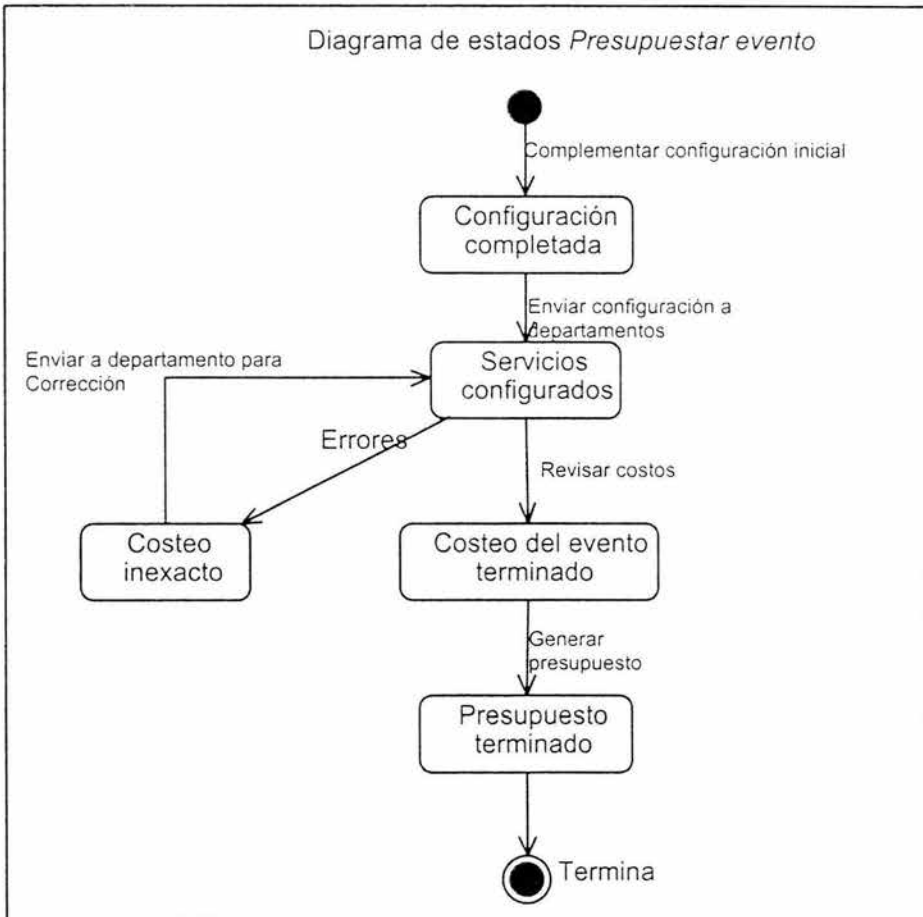 Diagrama de estados Presupuestar evento
Complementar configuración inicial
Configuración
completada
Enviar configuración a
departamentos
Servicios
configurados
Enviar a departamento para
Corrección
Errores
Revisar costos
Costeo
inexacto
Costeo del evento
terminado
Generar
presupuesto
Presupuesto
terminado
Termina